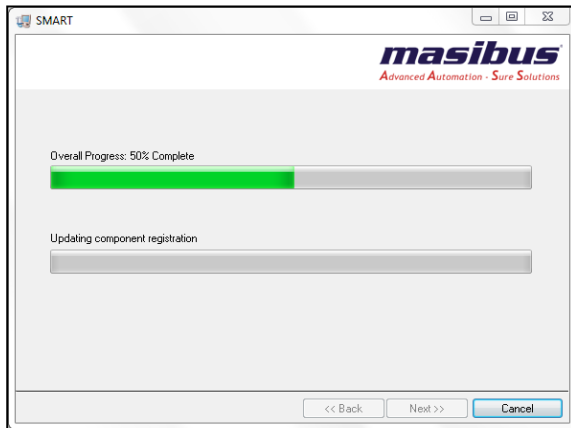 SMART
masibus
Advanced Automation - Sure Solutions
Overall Progress: 50% Complete
Updating component registration
<< Back Next >> Cancel